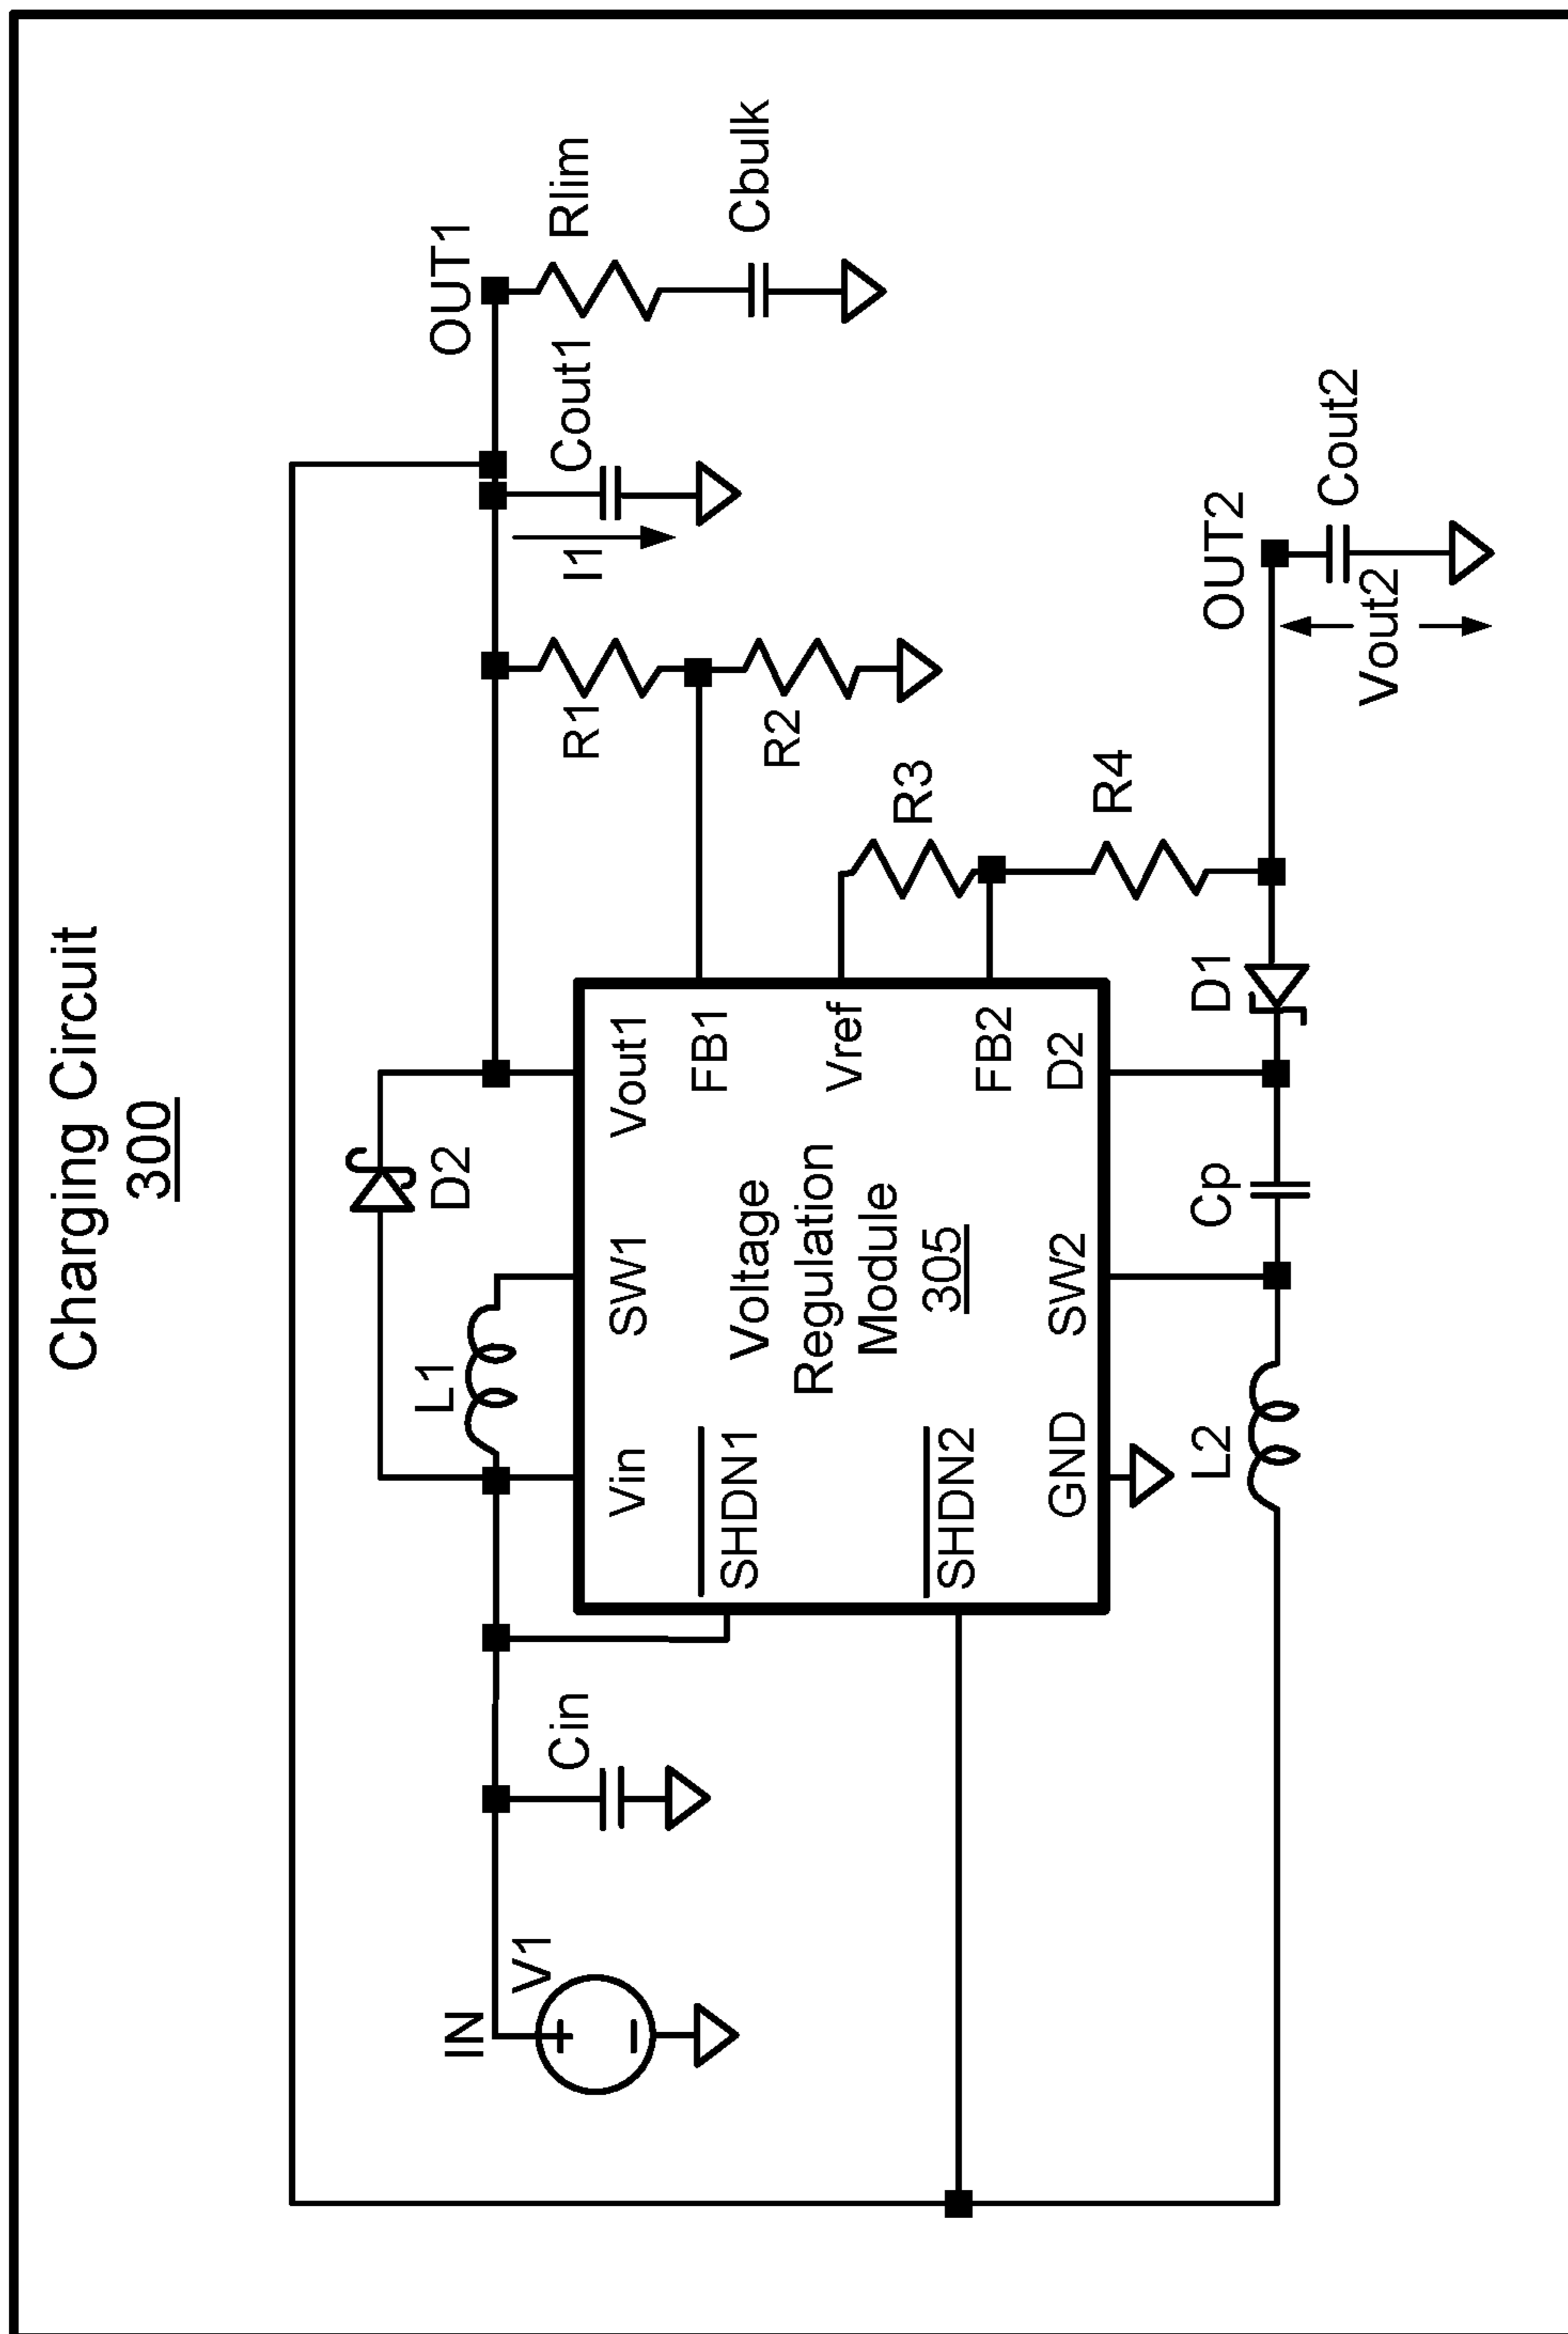 Charging Circuit
300
OUT1
D2
L1
IN
V1
Cin
I1
Cout1
Rlim
R1
Cbulk
R2
Vin
SW1
Vout1
SHDN1
FB1
Voltage
Regulation
Module
305
Vref
R3
SHDN2
FB2
GND
SW2
D2
R4
L2
Cp
D1
OUT2
Cout2
Vout2